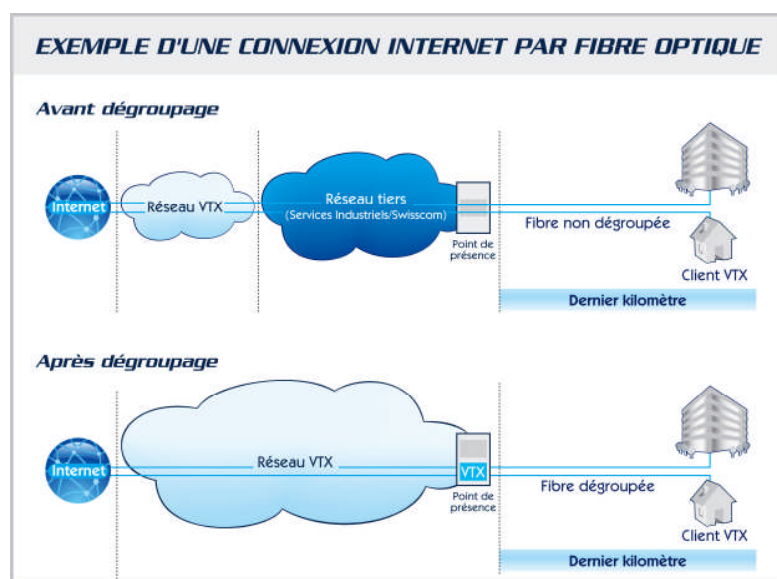 EXEMPLE D'UNE CONNEXION INTERNET PAR FIBRE OPTIQUE
Avant dégroupage
Internet
Réseau VTX
Réseau tiers
(Services Industriels/Swisscom)
Point de
présence
Fibre non dégroupée
Client VTX
Dernier kilomètre
Après dégroupage
Internet
Réseau VTX
VTX
Point de
présence
Fibre dégroupée
Client VTX
Dernier kilomètre